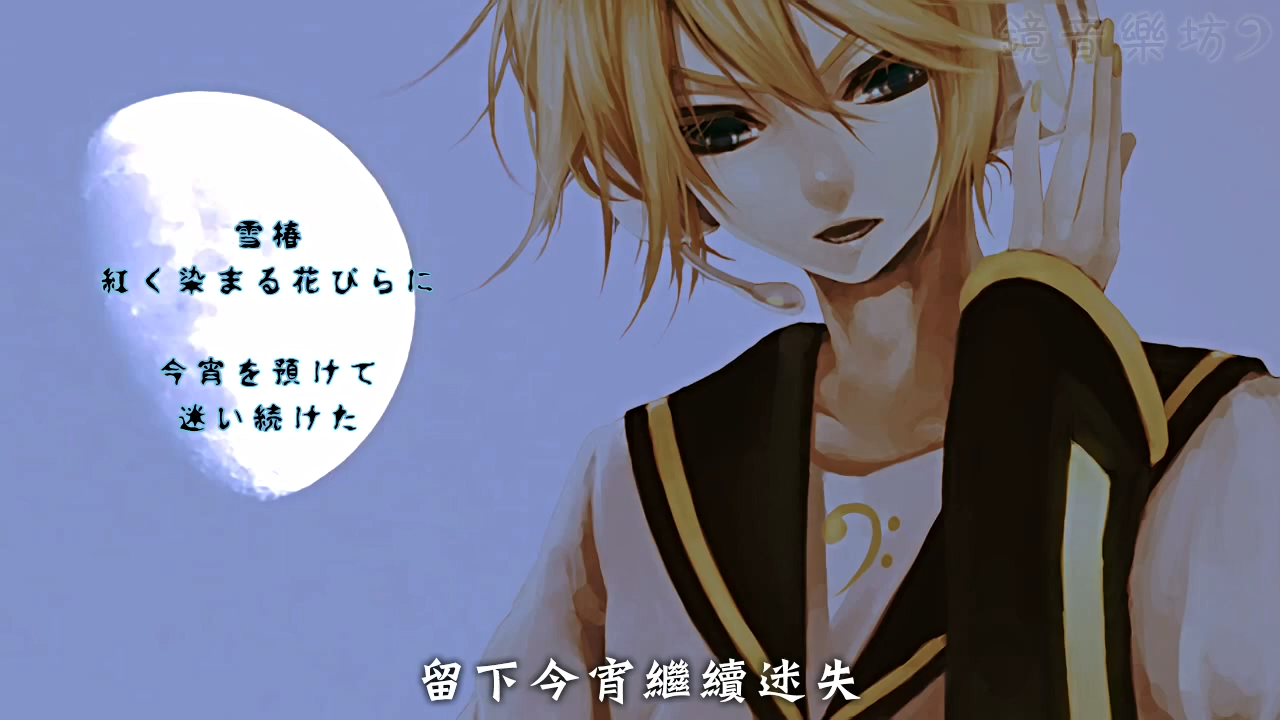 鏡音樂坊
雪椿
紅く染まる花びらに
今宵を預けて
迷い続けた
留下今宵繼續迷失